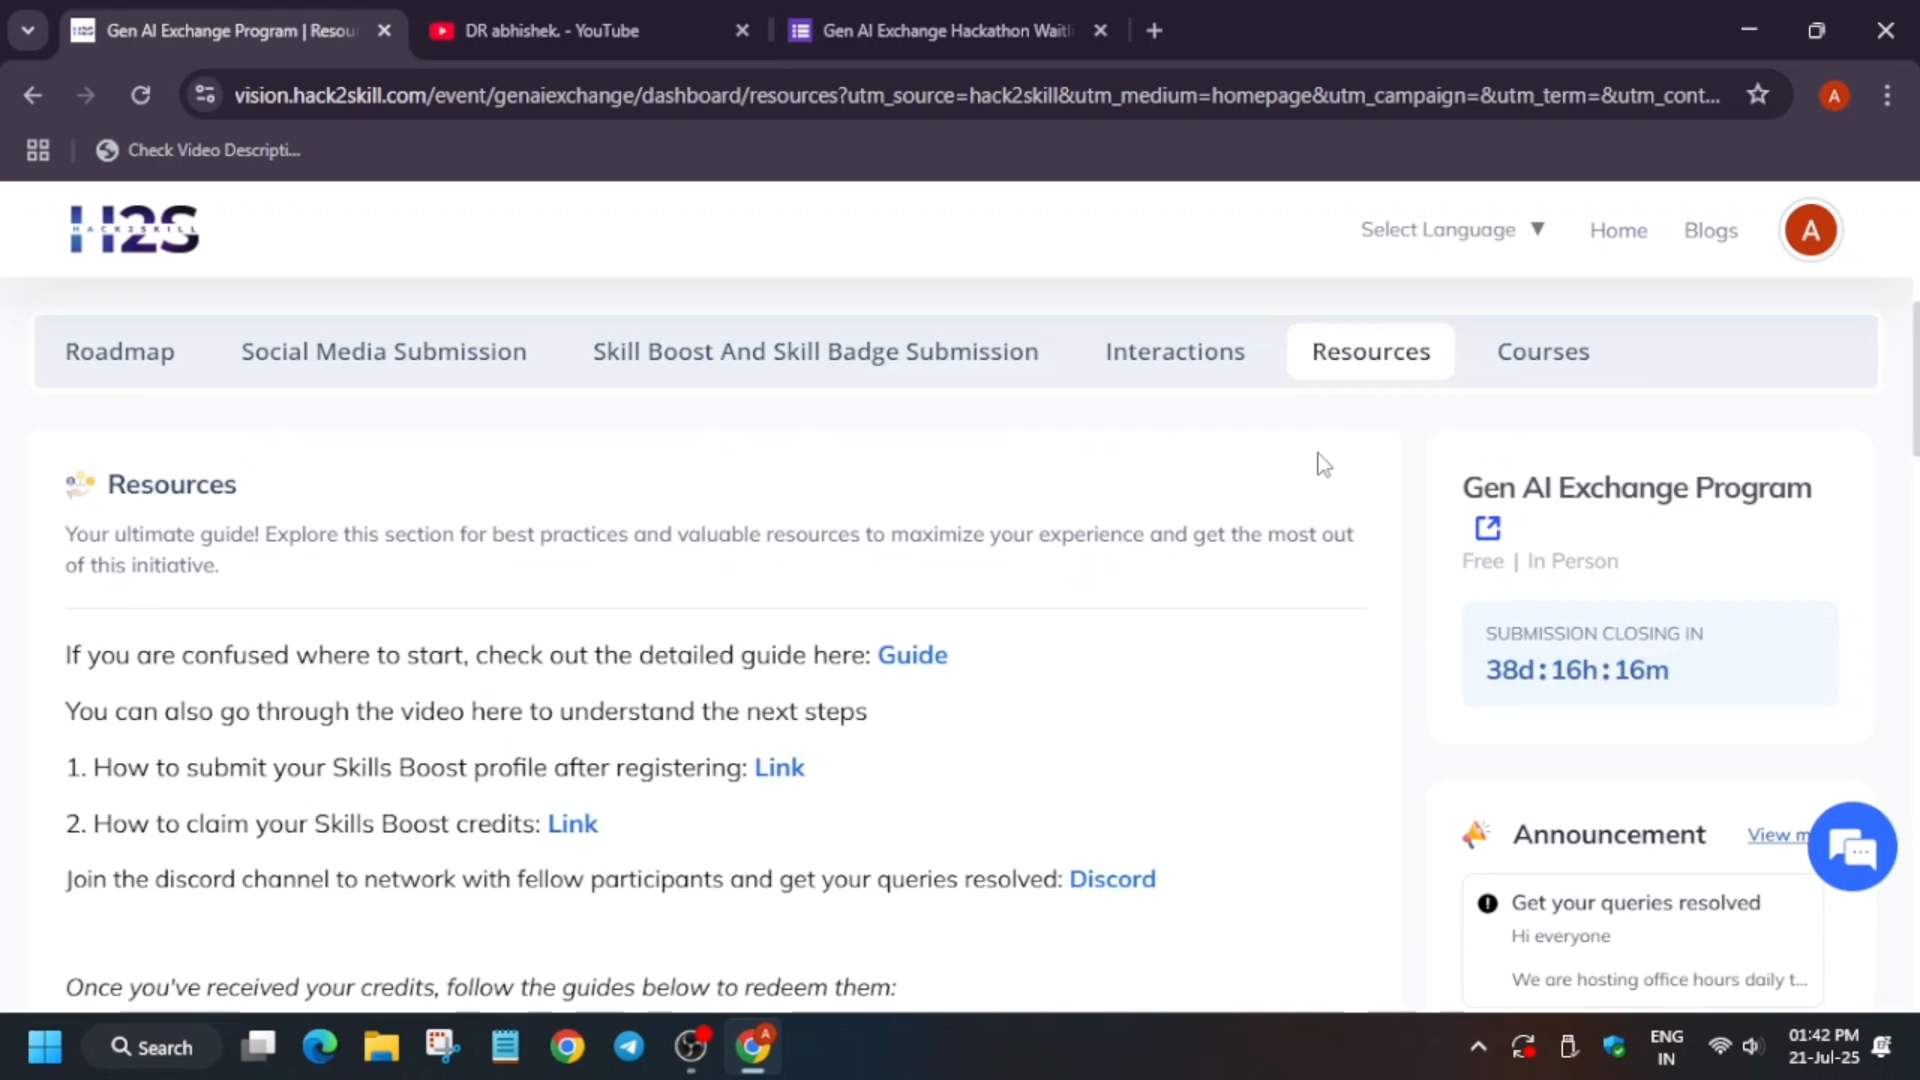 Gen AI Exchange Program | Resou
DR abhishek. - YouTube
Gen AI Exchange Hackathon Waitli
vision.hack2skill.com/event/genaiexchange/dashboard/resources?utm_source=hack2skill&utm_medium=homepage&utm_campaign=&utm_term=&utm_cont...
A
Check Video Descripti...
H2S
HACK2SKILL
Select Language ▼
Home
Blogs
A
Roadmap
Social Media Submission
Skill Boost And Skill Badge Submission
Interactions
Resources
Courses
Resources
Your ultimate guide! Explore this section for best practices and valuable resources to maximize your experience and get the most out
of this initiative.
If you are confused where to start, check out the detailed guide here: Guide
You can also go through the video here to understand the next steps
1. How to submit your Skills Boost profile after registering: Link
2. How to claim your Skills Boost credits: Link
Join the discord channel to network with fellow participants and get your queries resolved: Discord
Once you've received your credits, follow the guides below to redeem them:
Gen AI Exchange Program
Free | In Person
SUBMISSION CLOSING IN
38d:16h:16m
Announcement
View m
Get your queries resolved
Hi everyone
We are hosting office hours daily t...
Search
A
ENG
IN
01:42 PM
21-Jul-25